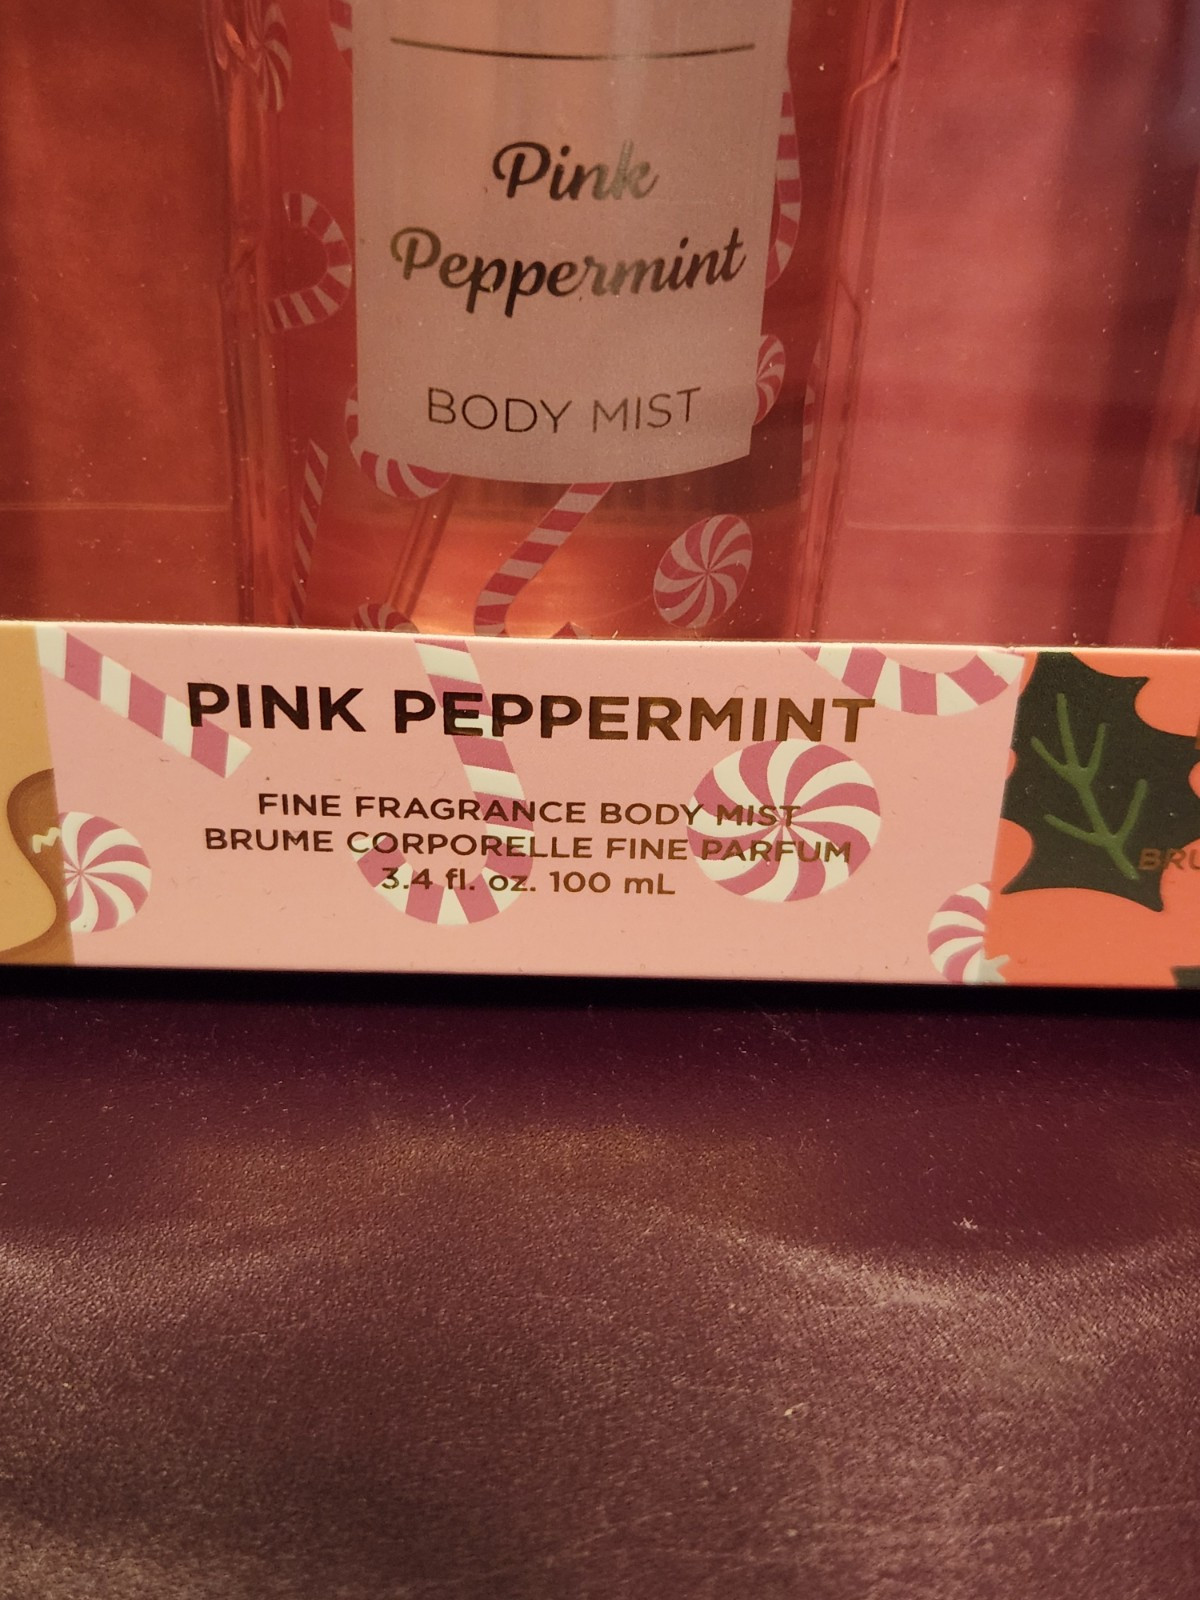 Pink
Peppermint
BODY MIST
PINK PEPPERMINT
FINE FRAGRANCE BODY MIST
BRUME CORPORELLE FINE PARFUM
3.4 fl. oz. 100 mL